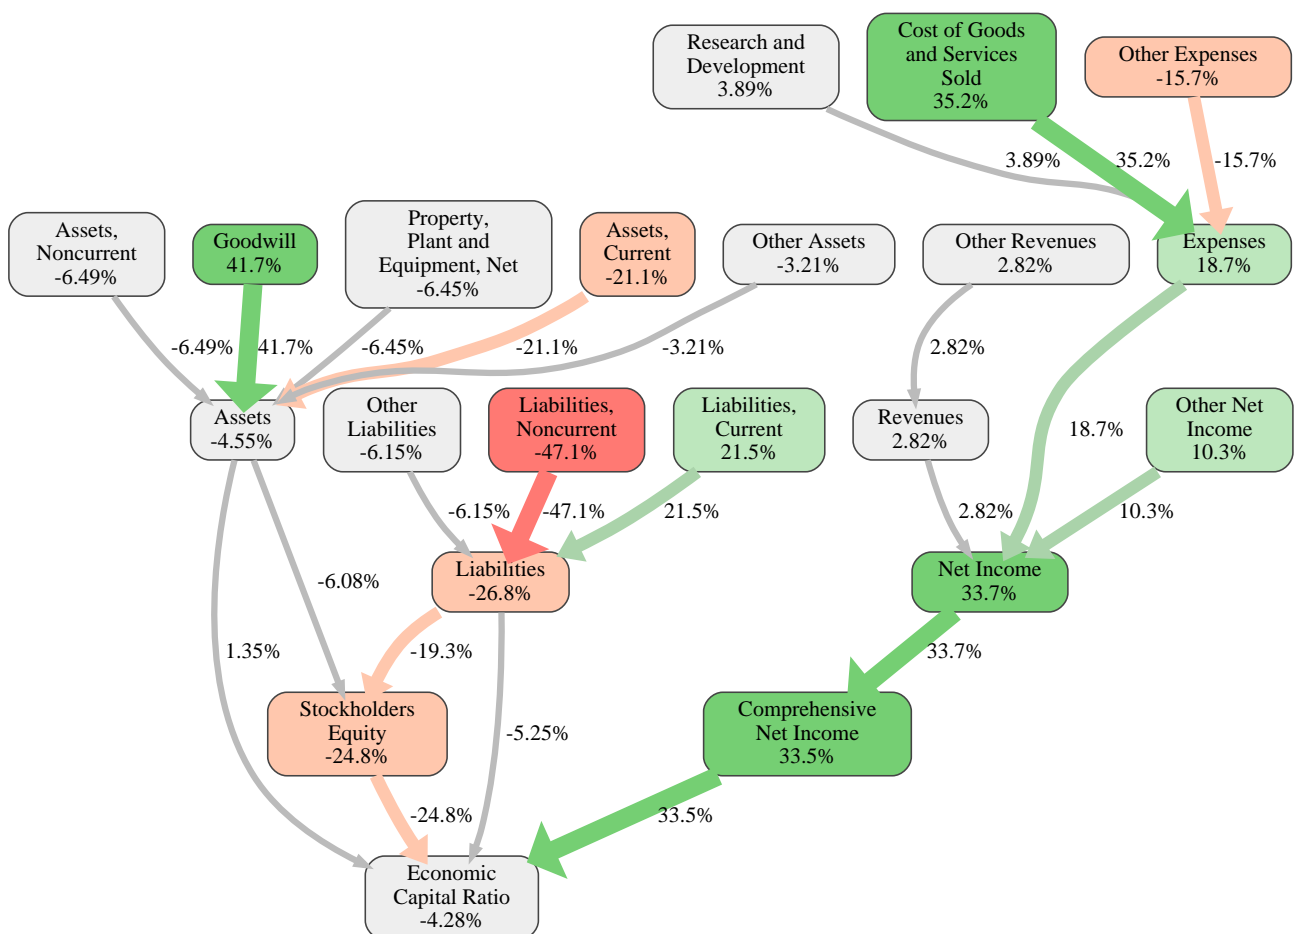 Research and
Development
3.89%
Cost of Goods
and Services
Sold
35.2%
Other Expenses
-15.7%
3.89%
35.2%
-15.7%
Assets,
Noncurrent
-6.49%
Goodwill
41.7%
Property,
Plant and
Equipment, Net
-6.45%
Assets,
Current
-21.1%
Other Assets
-3.21%
Other Revenues
2.82%
Expenses
18.7%
-6.49%
41.7%
-6.45%
-21.1%
-3.21%
2.82%
18.7%
Assets
-4.55%
Other
Liabilities
-6.15%
Liabilities,
Noncurrent
-47.1%
Liabilities,
Current
21.5%
Revenues
2.82%
Other Net
Income
10.3%
-6.15%
-47.1%
21.5%
2.82%
10.3%
-6.08%
Liabilities
-26.8%
Net Income
33.7%
1.35%
-19.3%
33.7%
Stockholders
Equity
-24.8%
-5.25%
Comprehensive
Net Income
33.5%
-24.8%
33.5%
Economic
Capital Ratio
-4.28%